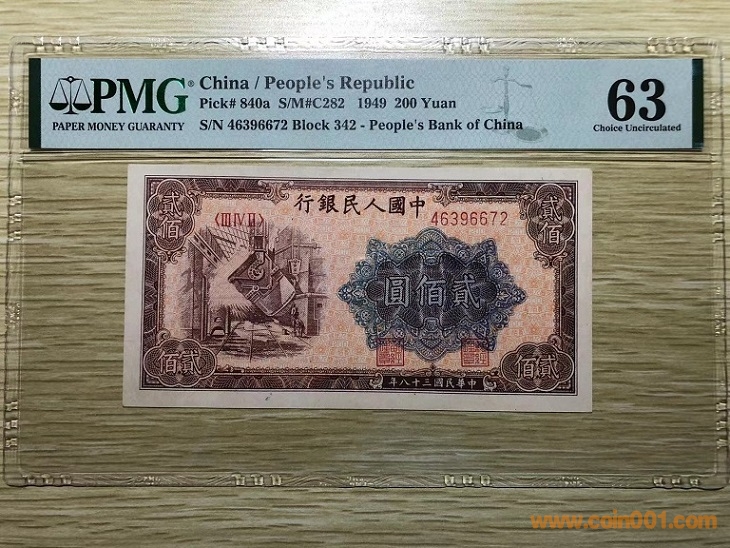 PMG®
PAPER MONEY GUARANTY
China / People's Republic
Pick# 840a S/M#C282 1949 200 Yuan
S/N 46396672 Block 342 - People's Bank of China
63
Choice Uncirculated
行銀民人國中
貳佰
〈III IV II〉
46396672
貳佰
圓佰貳
佰貳
年八十三國民華中
佰貳
www.coin001.com